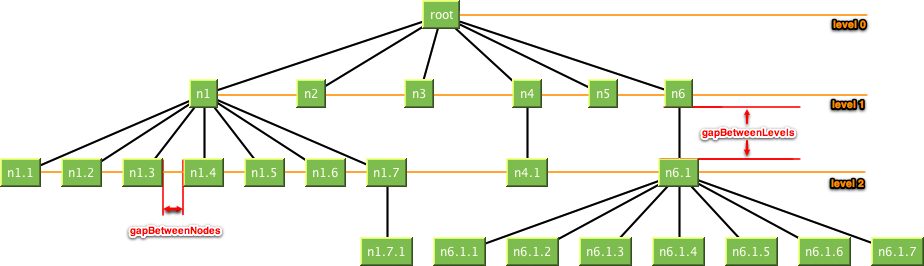 root
level 0
n1
n2
n3
n4
n5
n6
level 1
gapBetweenLevels
n1.1
n1.2
n1.3
n1.4
n1.5
n1.6
n1.7
n4.1
n6.1
level 2
gapBetweenNodes
n1.7.1
n6.1.1
n6.1.2
n6.1.3
n6.1.4
n6.1.5
n6.1.6
n6.1.7